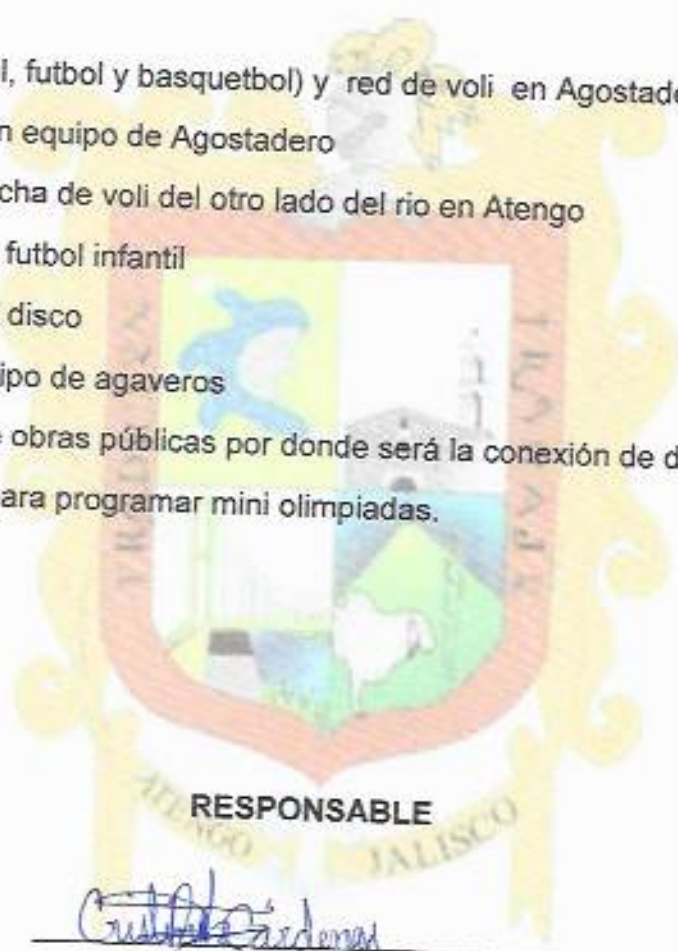 l, futbol y basquetbol) y red de voli en Agostade
n equipo de Agostadero
cha de voli del otro lado del rio en Atengo
futbol infantil
disco
ipo de agaveros
e obras públicas por donde será la conexión de d
ara programar mini olimpiadas.
TRABAJO
RESPONSABLE
ATENGO JALISCO
Cárdenas